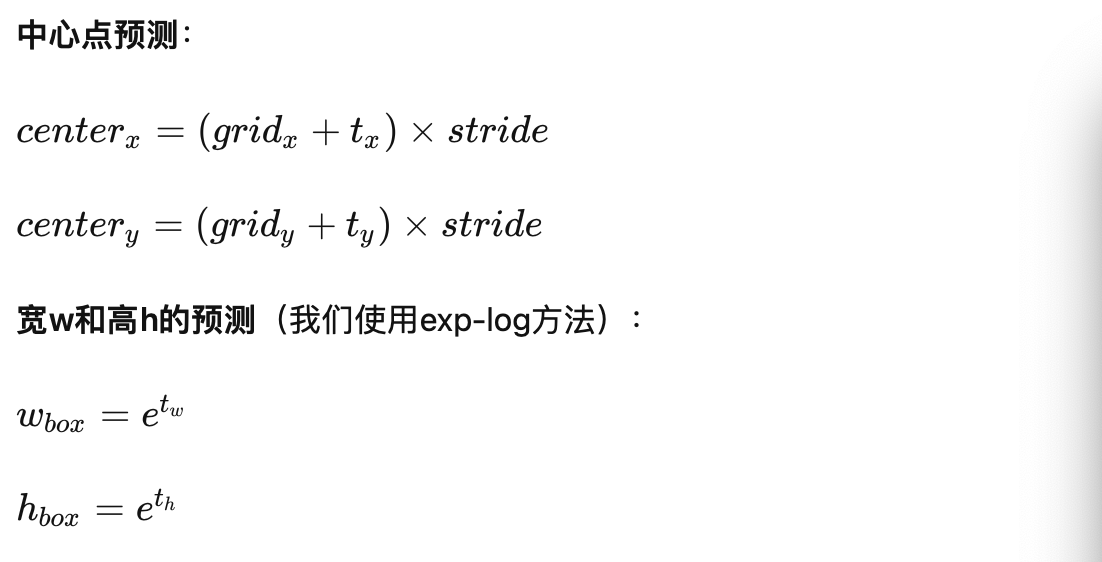 中心点预测：
center_x = (grid_x + t_x) × stride
center_y = (grid_y + t_y) × stride
宽w和高h的预测（我们使用exp-log方法）：
w_{box} = e^{t_w}
h_{box} = e^{t_h}